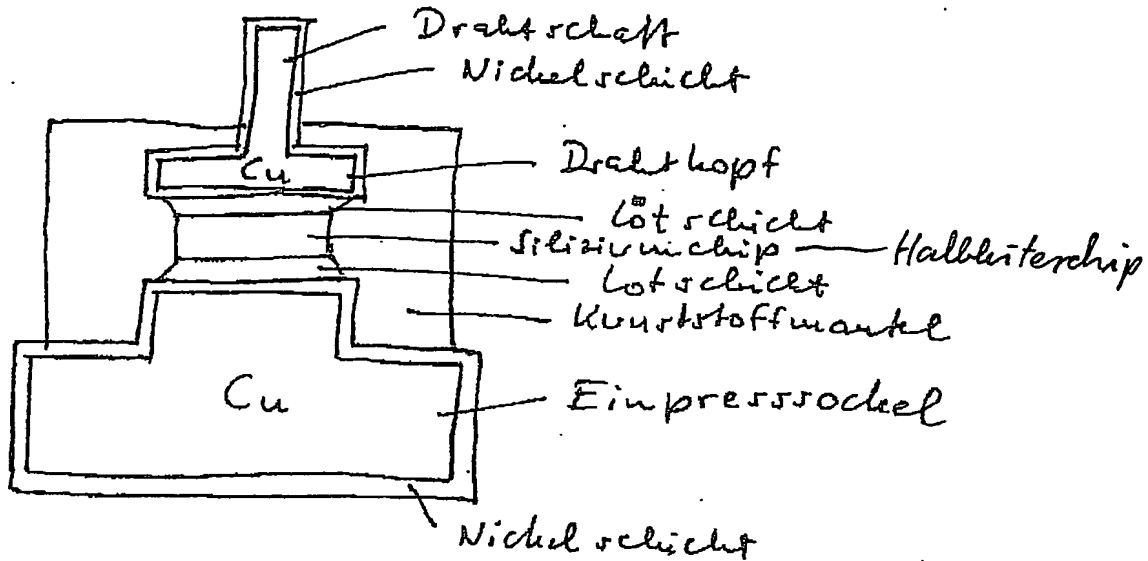 Drahtschaft
Nickelschicht
Cu
Drahtkopf
Lötschicht
Siliziumchip — Halbleiterchip
Lotschicht
Kunststoffmantel
Cu
Einpresssockel
Nickelschicht